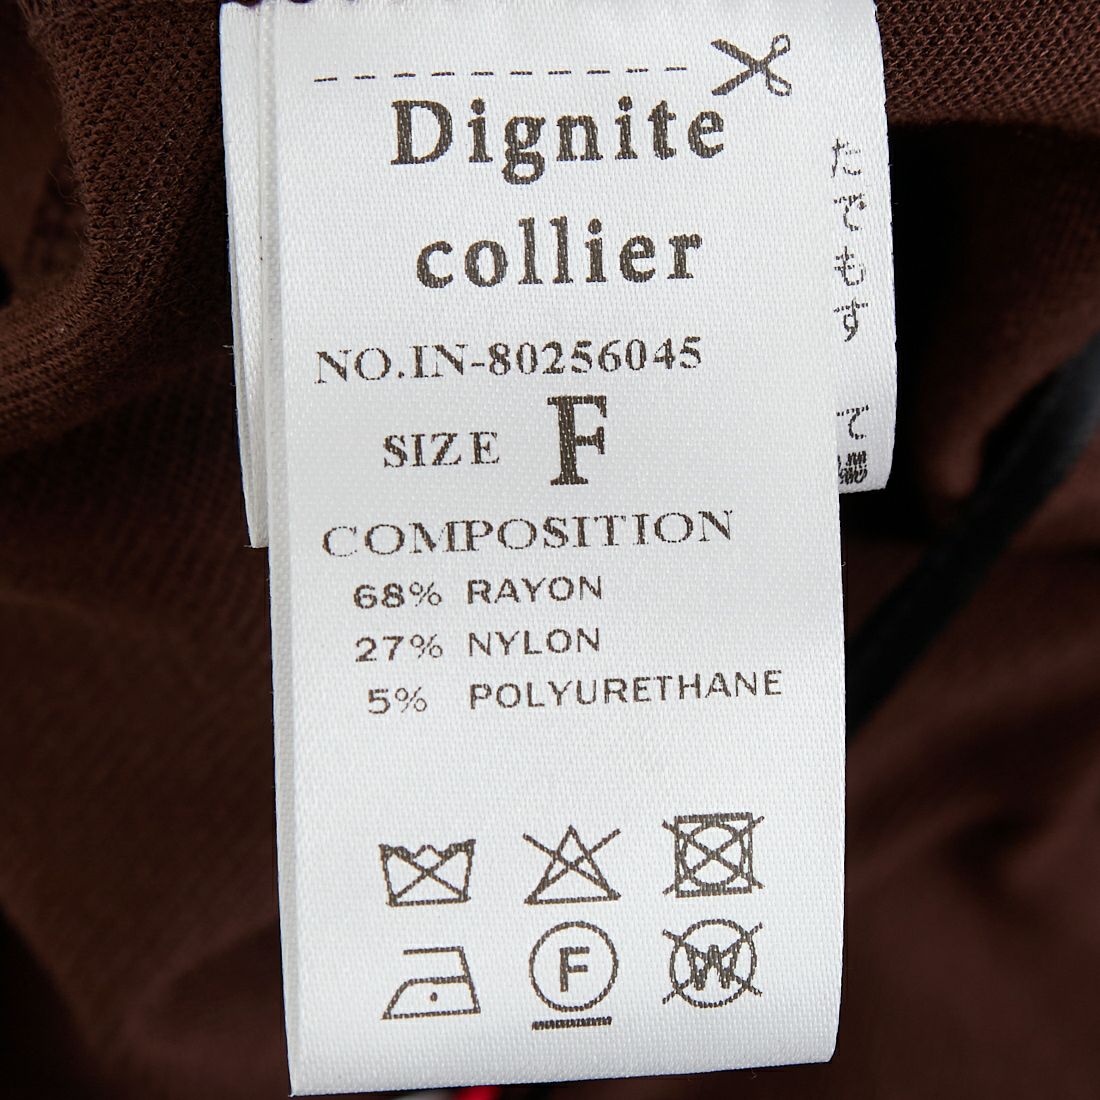 Dignite
collier
NO.IN-80256045
SIZE F
COMPOSITION
68% RAYON
27% NYLON
5% POLYURETHANE
F
W
たでもす
て